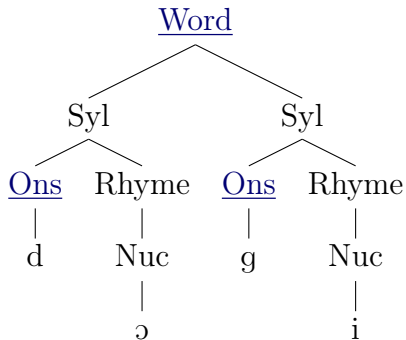 Word
Syl Syl
Ons Rhyme Ons Rhyme
d Nuc g Nuc
ɔ i